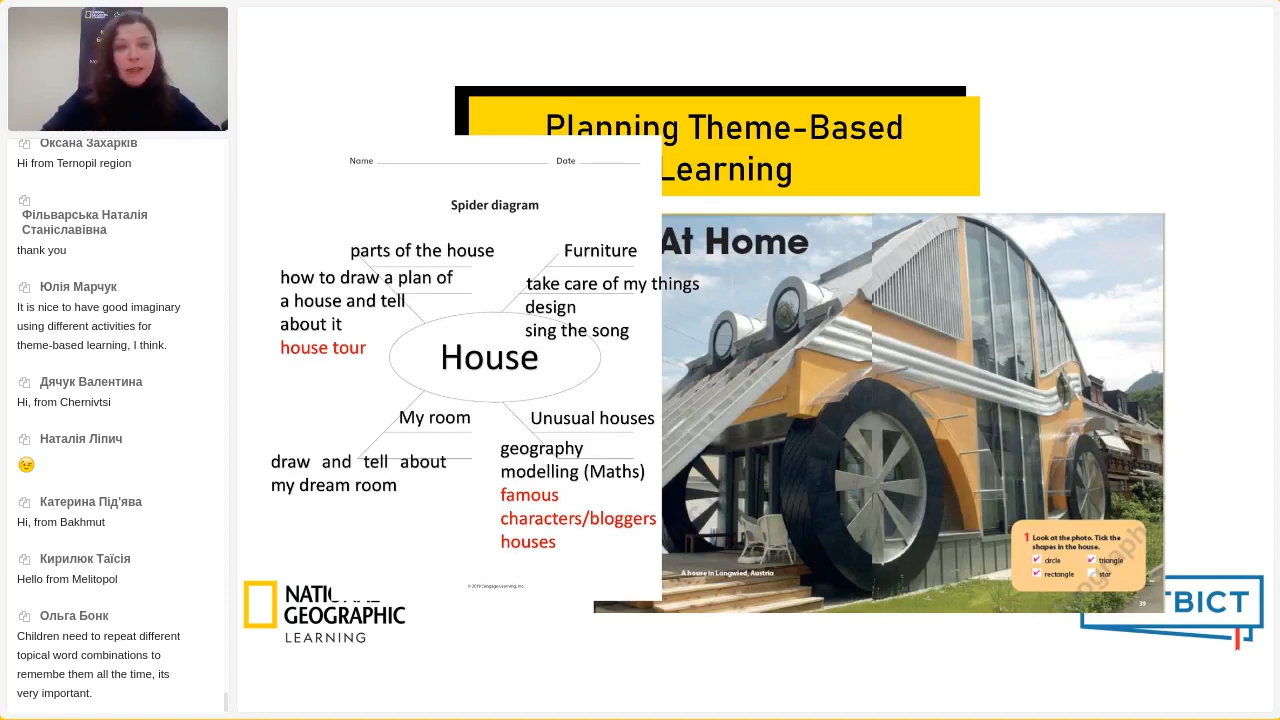 Оксана Захарків
Hi from Ternopil region
Фільварська Наталія
Станіславівна
thank you
Юлія Марчук
It is nice to have good imaginary
using different activities for
theme-based learning, I think.
Дячук Валентина
Hi, from Chernivtsi
Наталія Ліпич
Катерина Під'ява
Hi, from Bakhmut
Кирилюк Таїсія
Hello from Melitopol
Ольга Бонк
Children need to repeat different
topical word combinations to
remembe them all the time, its
very important.
Planning Theme-Based
Learning
Name
Date
Spider diagram
parts of the house
how to draw a plan of
a house and tell
about it
house tour
Furniture
take care of my things
design
sing the song
House
My room
draw and tell about
my dream room
Unusual houses
geography
modelling (Maths)
famous
characters/bloggers
houses
© 2019 Cengage Learning, Inc.
At Home
1 Look at the photo. Tick the
shapes in the house.
circle
triangle
rectangle
star
A house in Langwied, Austria
39
GEOGRAPHIC
LEARNING